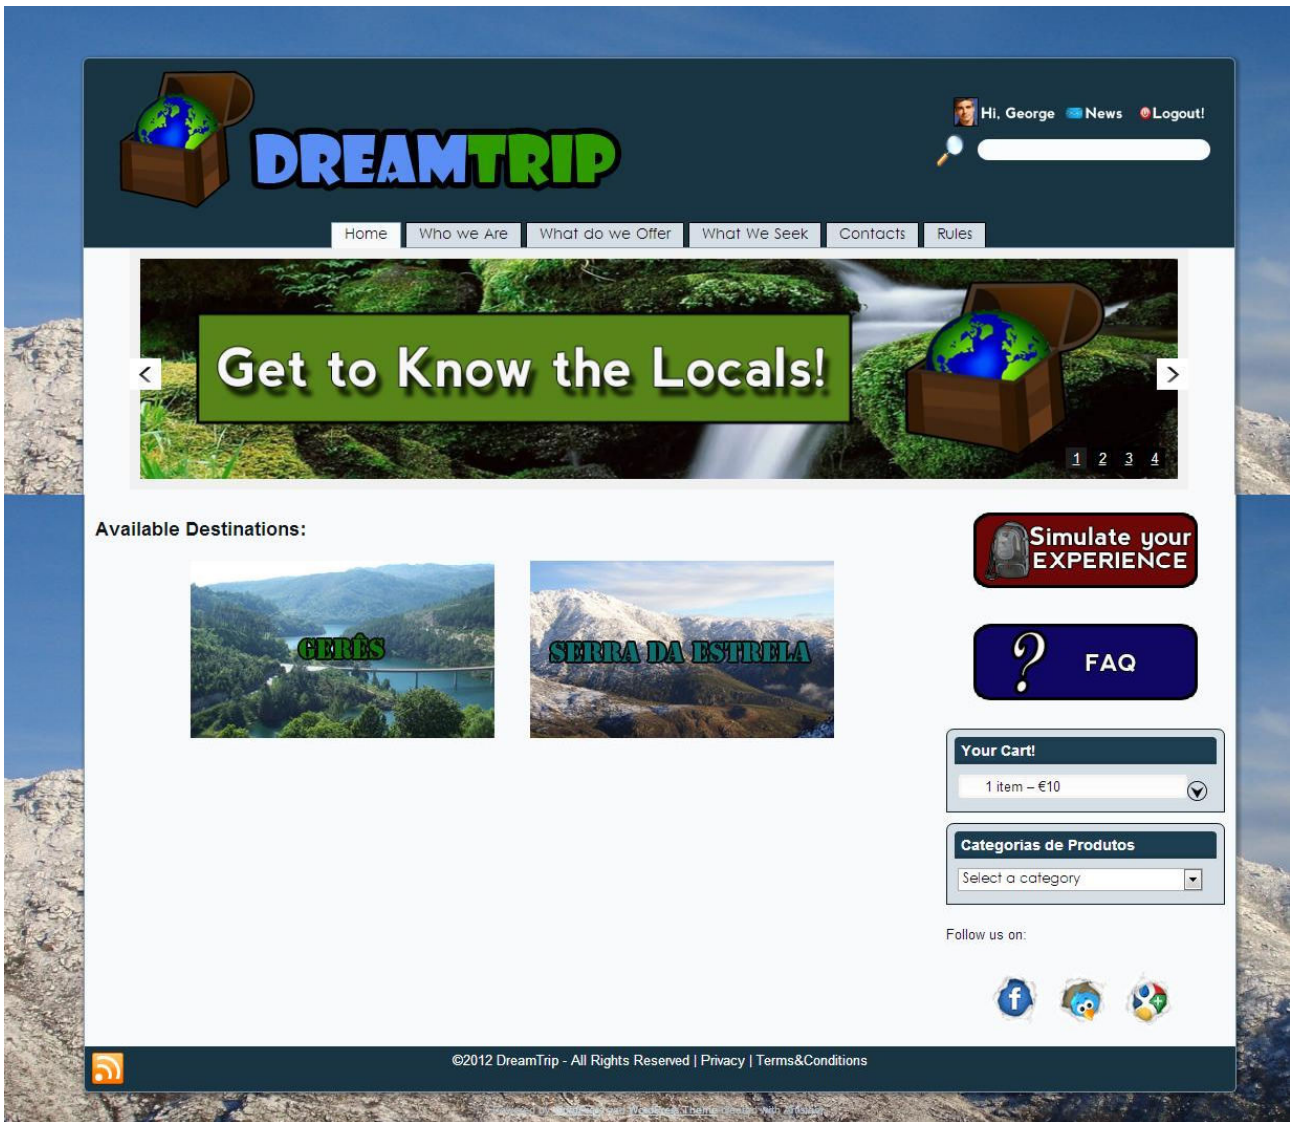 DREAMTRIP
Hi, George News Logout!
Home Who we Are What do we Offer What We Seek Contacts Rules
Get to Know the Locals!
< >
1 2 3 4
Available Destinations:
GERÊS
SERRA DA ESTRELA
Simulate your
EXPERIENCE
? FAQ
Your Cart!
1 item – €10
Categorias de Produtos
Select a category
Follow us on:
f
©2012 DreamTrip - All Rights Reserved | Privacy | Terms&Conditions
WordPress Theme